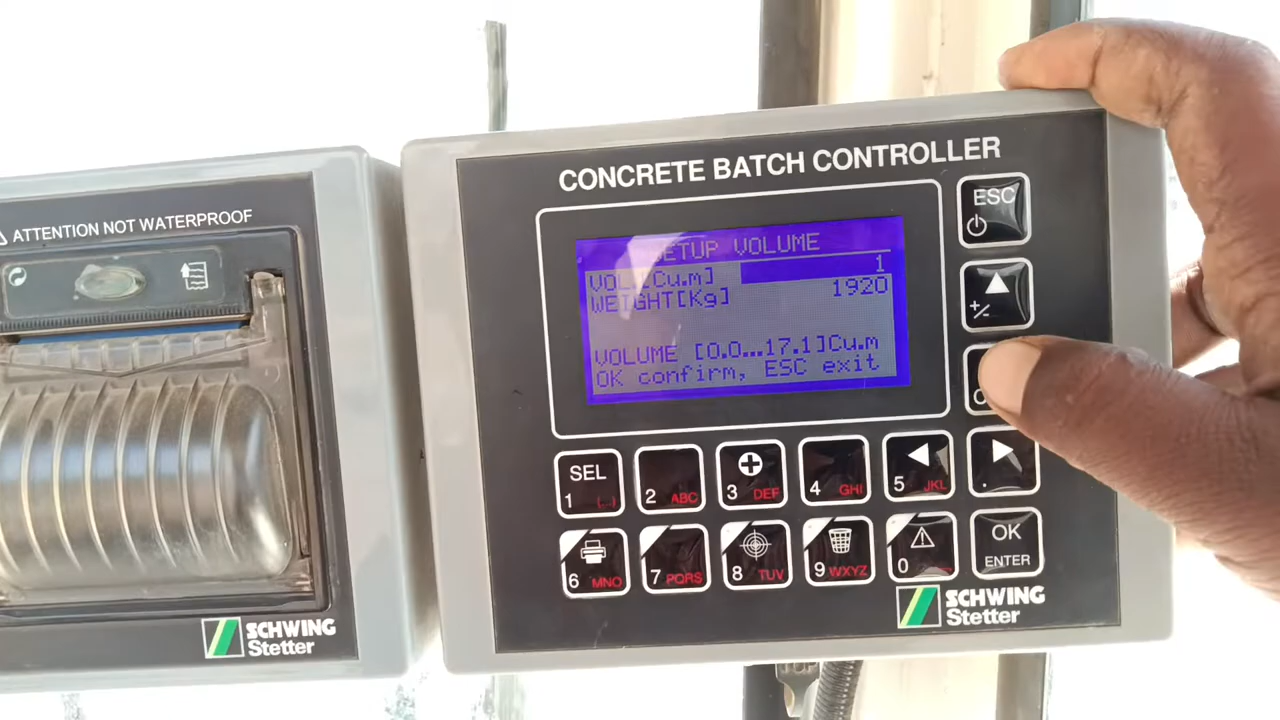 ATTENTION NOT WATERPROOF
SCHWING
Stetter
CONCRETE BATCH CONTROLLER
SETUP VOLUME
VOL.[Cu.m] 1
WEIGHT[Kg] 1920
VOLUME [0.0...17.1]Cu.m
OK confirm, ESC exit
ESC
+/-
SEL
1 (..)
2 ABC
3 DEF
4 GHI
5 JKL
.
6 MNO
7 PQRS
8 TUV
9 WXYZ
0
OK
ENTER
SCHWING
Stetter